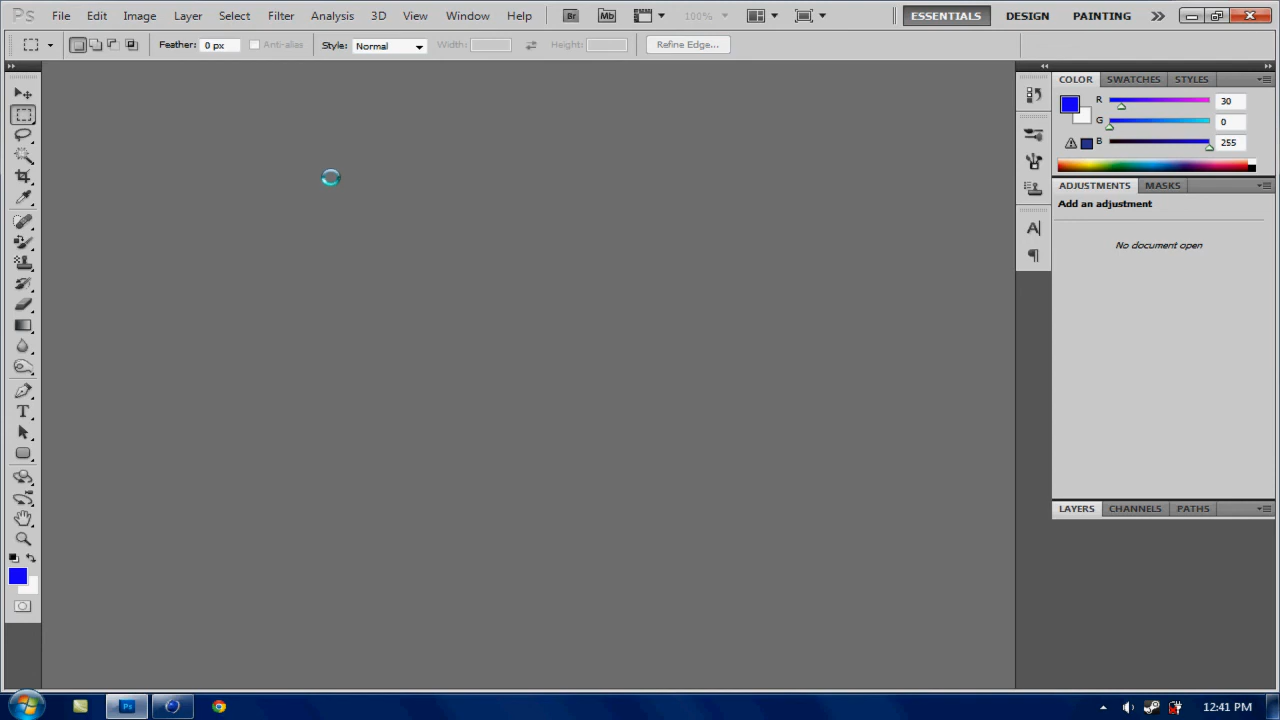 Ps File Edit Image Layer Select Filter Analysis 3D View Window Help Br Mb 100% ESSENTIALS DESIGN PAINTING
Feather: 0 px Anti-alias Style: Normal Width: Height: Refine Edge...
COLOR SWATCHES STYLES
R 30
G 0
B 255
ADJUSTMENTS MASKS
Add an adjustment
No document open
A
¶
T
LAYERS CHANNELS PATHS
Ps 12:41 PM